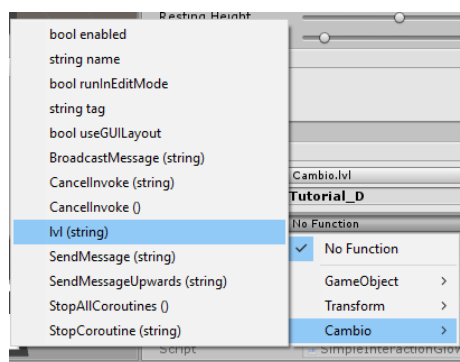 Resting Height
bool enabled
string name
bool runInEditMode
string tag
bool useGUILayout
BroadcastMessage (string)
CancelInvoke (string)
CancelInvoke ()
lvl (string)
SendMessage (string)
SendMessageUpwards (string)
StopAllCoroutines ()
StopCoroutine (string)
Cambio.lvl
Tutorial_D
No Function
No Function
GameObject
Transform
Cambio
Script
SimpleInteractionGlow